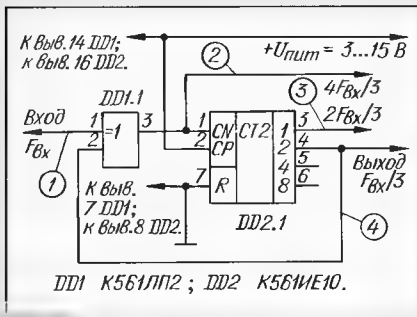 К выв.14 DD1;
к выв.16 DD2.
+Uпит = 3...15 В
2
4Fвх/3
DD1.1
3
2Fвх/3
Вход
Fвх
1
2
=1
3
1
2
CN
CP
CT2
1
2
4
8
3
4
5
6
Выход
Fвх/3
1
К выв.
7 DD1;
к выв.8 DD2.
7
R
DD2.1
4
DD1 К561ЛП2 ; DD2 К561ИЕ10.